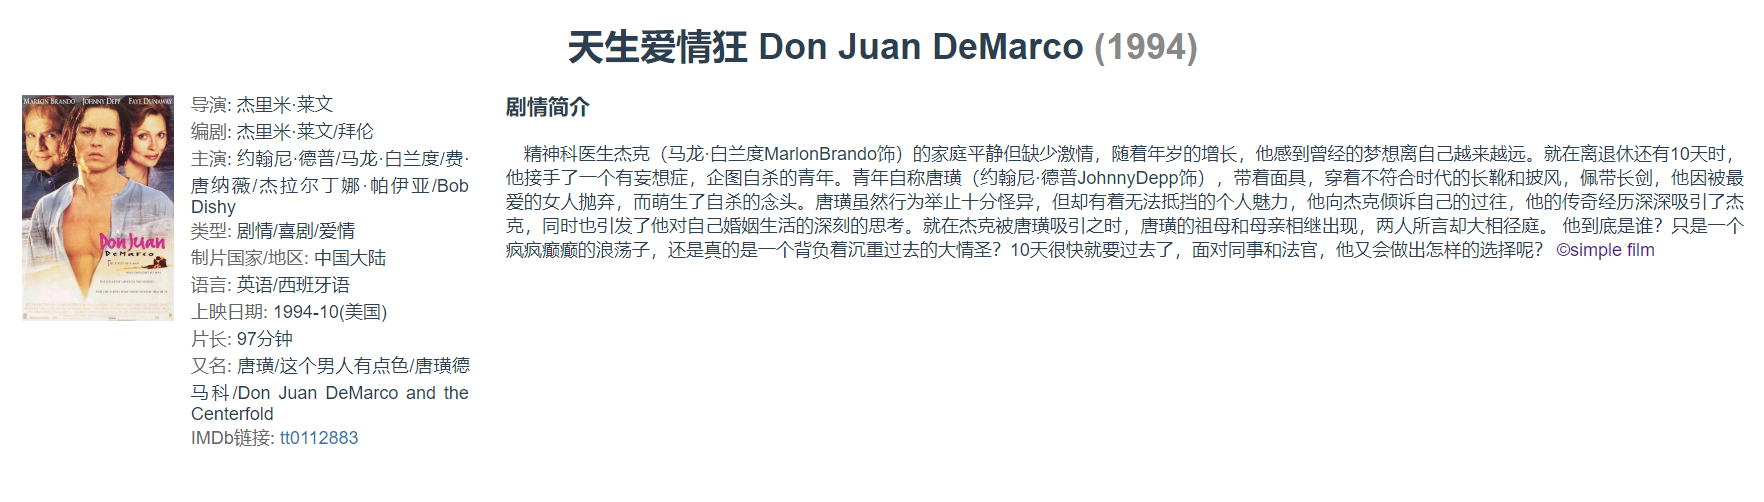 天生爱情狂 Don Juan DeMarco (1994)
MARLON BRANDO JOHNNY DEPP FAYE DUNAWAY
Don Juan
DeMARCO
导演: 杰里米·莱文
编剧: 杰里米·莱文/拜伦
主演: 约翰尼·德普/马龙·白兰度/费·
唐纳薇/杰拉尔丁娜·帕伊亚/Bob
Dishy
类型: 剧情/喜剧/爱情
制片国家/地区: 中国大陆
语言: 英语/西班牙语
上映日期: 1994-10(美国)
片长: 97分钟
又名: 唐璜/这个男人有点色/唐璜德
马科/Don Juan DeMarco and the
Centerfold
IMDb链接: tt0112883
剧情简介
精神科医生杰克（马龙·白兰度MarlonBrando饰）的家庭平静但缺少激情，随着年岁的增长，他感到曾经的梦想离自己越来越远。就在离退休还有10天时，
他接手了一个有妄想症，企图自杀的青年。青年自称唐璜（约翰尼·德普JohnnyDepp饰），带着面具，穿着不符合时代的长靴和披风，佩带长剑，他因被最
爱的女人抛弃，而萌生了自杀的念头。唐璜虽然行为举止十分怪异，但却有着无法抵挡的个人魅力，他向杰克倾诉自己的过往，他的传奇经历深深吸引了杰
克，同时也引发了他对自己婚姻生活的深刻的思考。就在杰克被唐璜吸引之时，唐璜的祖母和母亲相继出现，两人所言却大相径庭。 他到底是谁？只是一个
疯疯癫癫的浪荡子，还是真的是一个背负着沉重过去的大情圣？10天很快就要过去了，面对同事和法官，他又会做出怎样的选择呢？ ©simple film